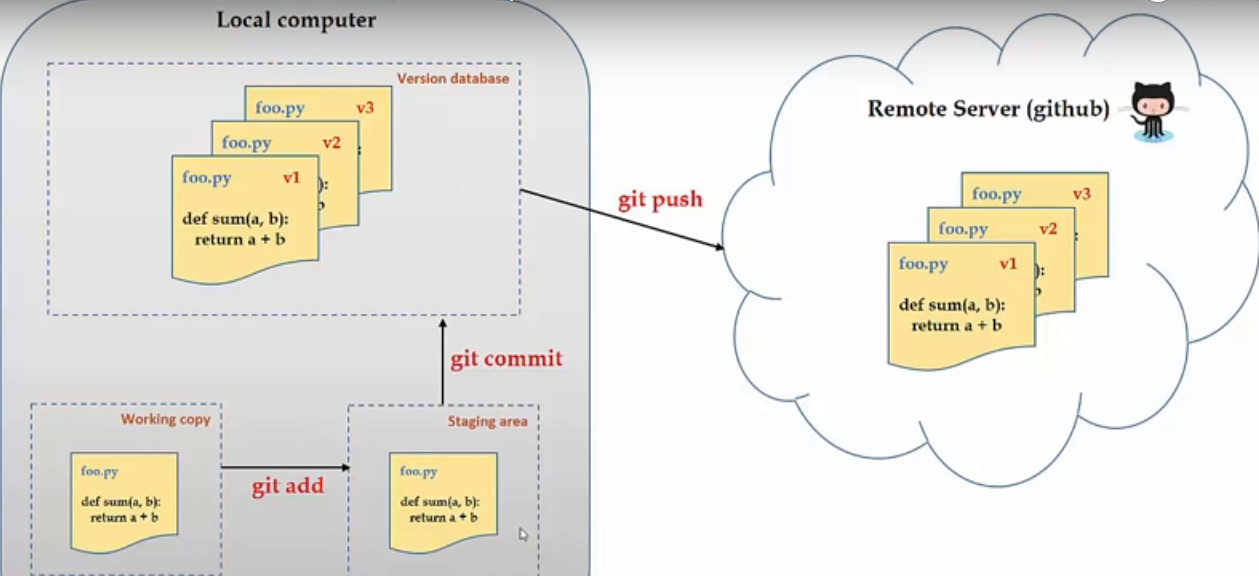 Local computer
Version database
foo.py v3
:
foo.py v2
):
b
foo.py v1
def sum(a, b):
return a + b
git push
Remote Server (github)
foo.py v3
:
foo.py v2
):
b
foo.py v1
def sum(a, b):
return a + b
git commit
Working copy
foo.py
def sum(a, b):
return a + b
git add
Staging area
foo.py
def sum(a, b):
return a + b